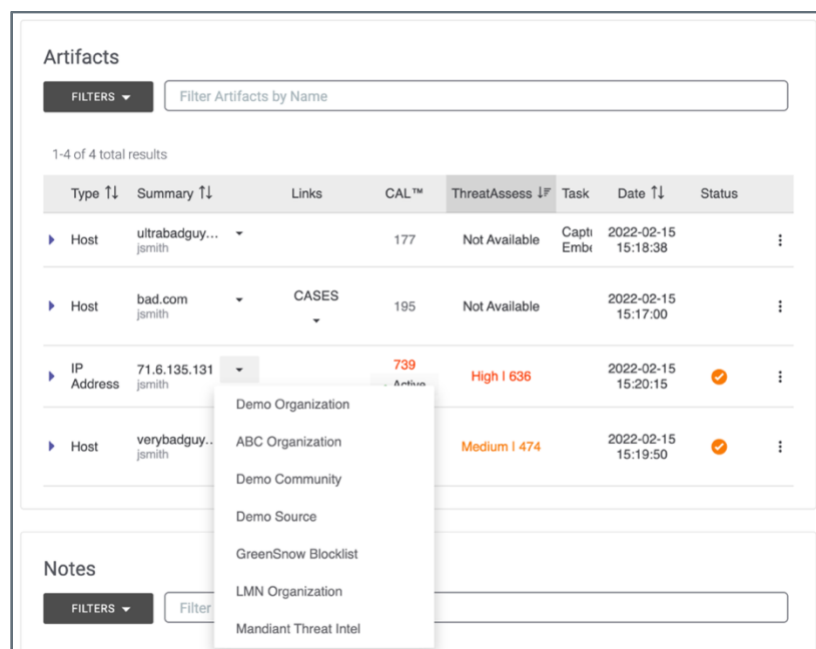 Artifacts
FILTERS
Filter Artifacts by Name
1-4 of 4 total results
Type Summary Links CAL™ ThreatAssess Task Date Status
Host ultrabadguy... 177 Not Available Captu 2022-02-15
jsmith Embe 15:18:38
Host bad.com CASES 195 Not Available 2022-02-15
jsmith 15:17:00
IP 71.6.135.131 739 High | 636 2022-02-15
Address jsmith Active 15:20:15
Host verybadguy.. Medium | 474 2022-02-15
jsmith 15:19:50
Demo Organization
ABC Organization
Demo Community
Demo Source
GreenSnow Blocklist
LMN Organization
Mandiant Threat Intel
Notes
FILTERS
Filter